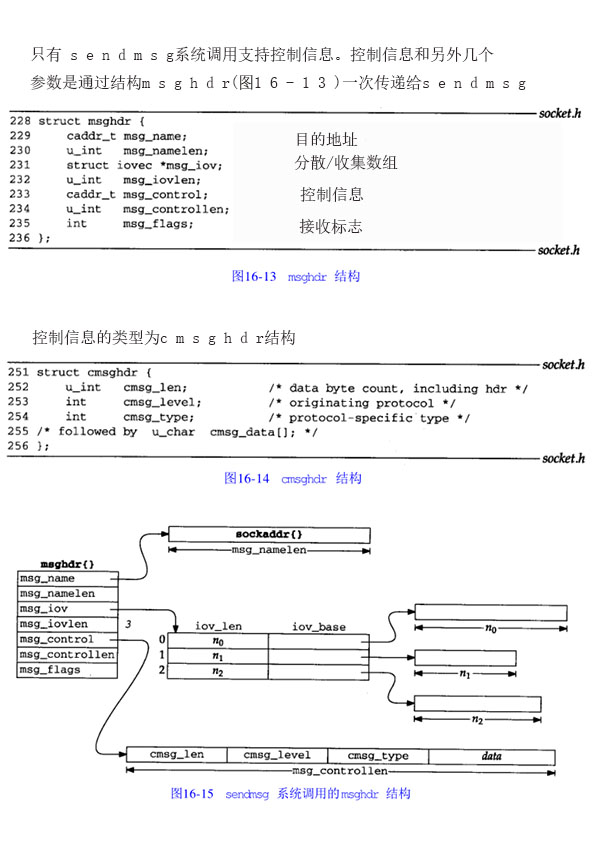 只有 sendmsg系统调用支持控制信息。控制信息和另外几个
参数是通过结构msghdr(图16-13)一次传递给sendmsg
socket.h
228 struct msghdr {
229 caddr_t msg_name; 目的地址
230 u_int msg_namelen;
231 struct iovec *msg_iov; 分散/收集数组
232 u_int msg_iovlen;
233 caddr_t msg_control; 控制信息
234 u_int msg_controllen;
235 int msg_flags; 接收标志
236 };
socket.h
图16-13 msghdr 结构
控制信息的类型为cmsghdr结构
socket.h
251 struct cmsghdr {
252 u_int cmsg_len; /* data byte count, including hdr */
253 int cmsg_level; /* originating protocol */
254 int cmsg_type; /* protocol-specific type */
255 /* followed by u_char cmsg_data[]; */
256 };
socket.h
图16-14 cmsghdr 结构
sockaddr{}
msg_namelen
msghdr{}
msg_name
msg_namelen
msg_iov
msg_iovlen 3
msg_control
msg_controllen
msg_flags
iov_len iov_base
0 n0
1 n1
2 n2
n0
n1
n2
cmsg_len cmsg_level cmsg_type data
msg_controllen
图16-15 sendmsg 系统调用的msghdr 结构